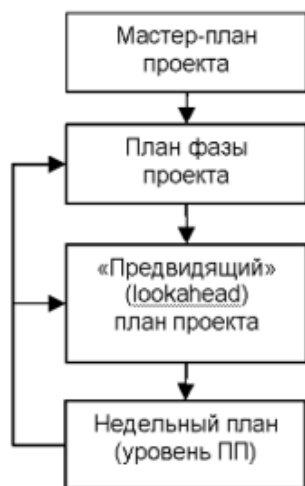 Мастер-план
проекта
План фазы
проекта
«Предвидящий»
(lookahead)
план проекта
Недельный план
(уровень ПП)